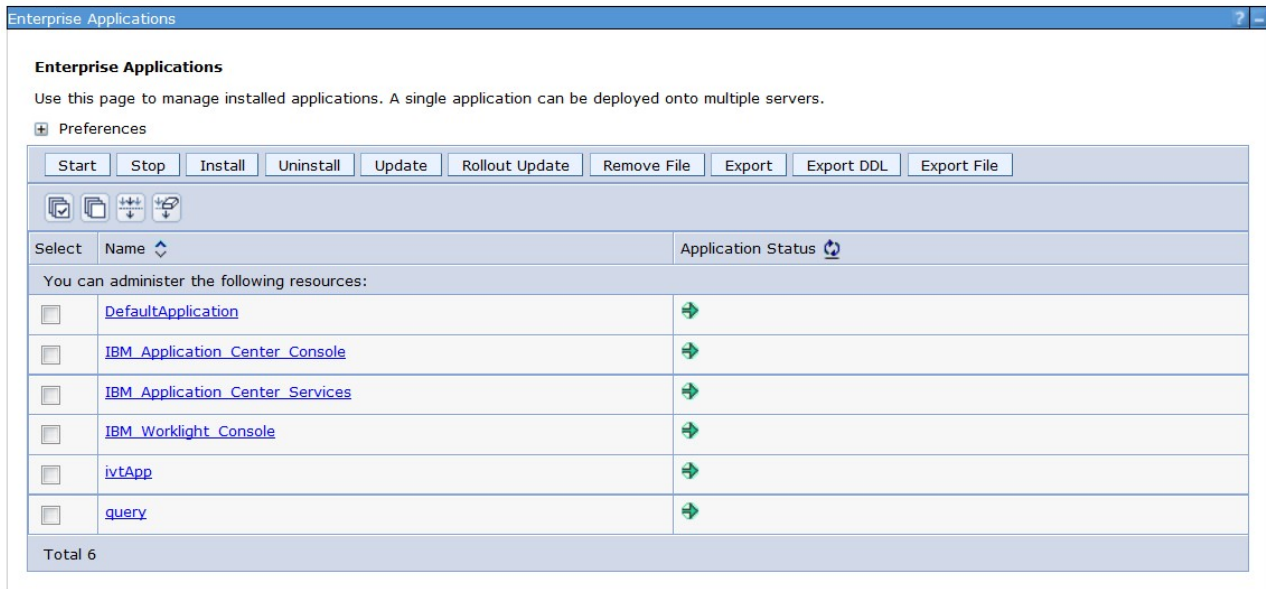 Enterprise Applications ? –
Enterprise Applications
Use this page to manage installed applications. A single application can be deployed onto multiple servers.
+ Preferences
Start Stop Install Uninstall Update Rollout Update Remove File Export Export DDL Export File
Select Name Application Status
You can administer the following resources:
DefaultApplication
IBM_Application_Center_Console
IBM_Application_Center_Services
IBM_Worklight_Console
ivtApp
query
Total 6